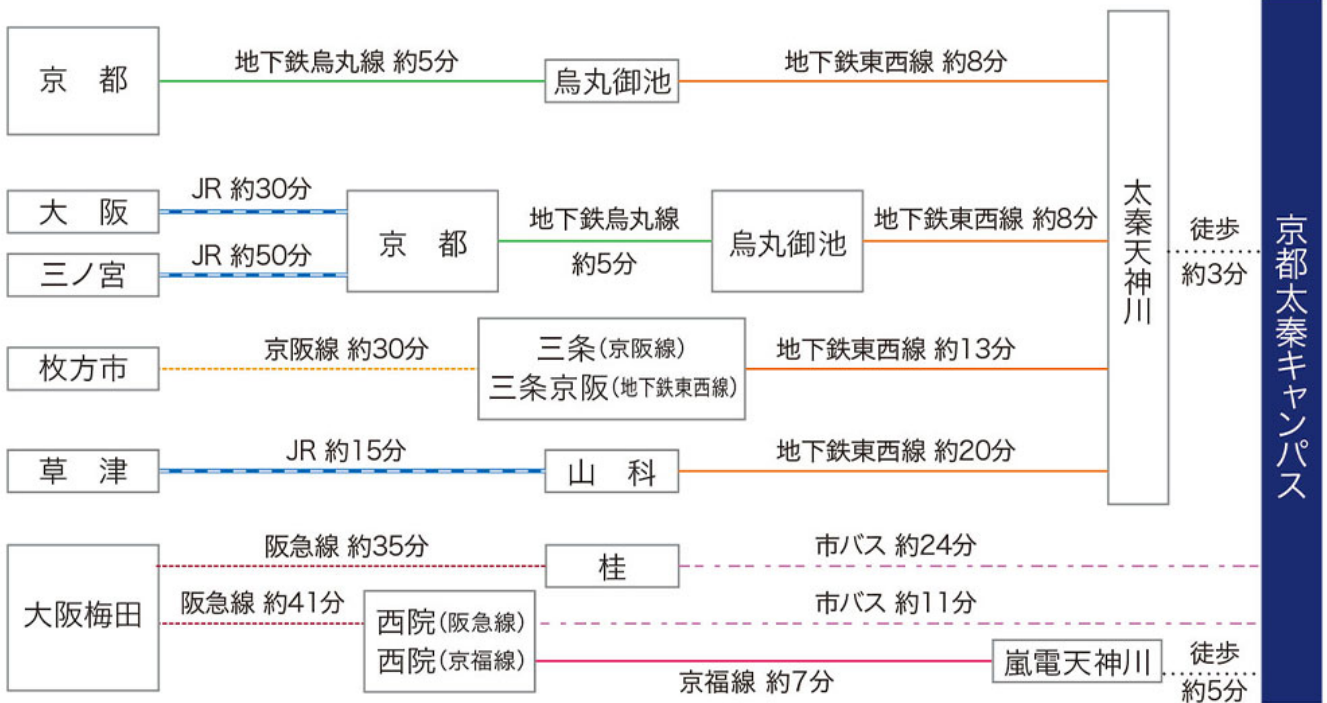 京都
地下鉄烏丸線 約5分
烏丸御池
地下鉄東西線 約8分
大阪
JR 約30分
三ノ宮
JR 約50分
京都
地下鉄烏丸線
約5分
烏丸御池
地下鉄東西線 約8分
枚方市
京阪線 約30分
三条(京阪線)
三条京阪(地下鉄東西線)
地下鉄東西線 約13分
草津
JR 約15分
山科
地下鉄東西線 約20分
太秦天神川
徒歩
約3分
大阪梅田
阪急線 約35分
桂
市バス 約24分
阪急線 約41分
西院(阪急線)
西院(京福線)
市バス 約11分
京福線 約7分
嵐電天神川
徒歩
約5分
京都太秦キャンパス